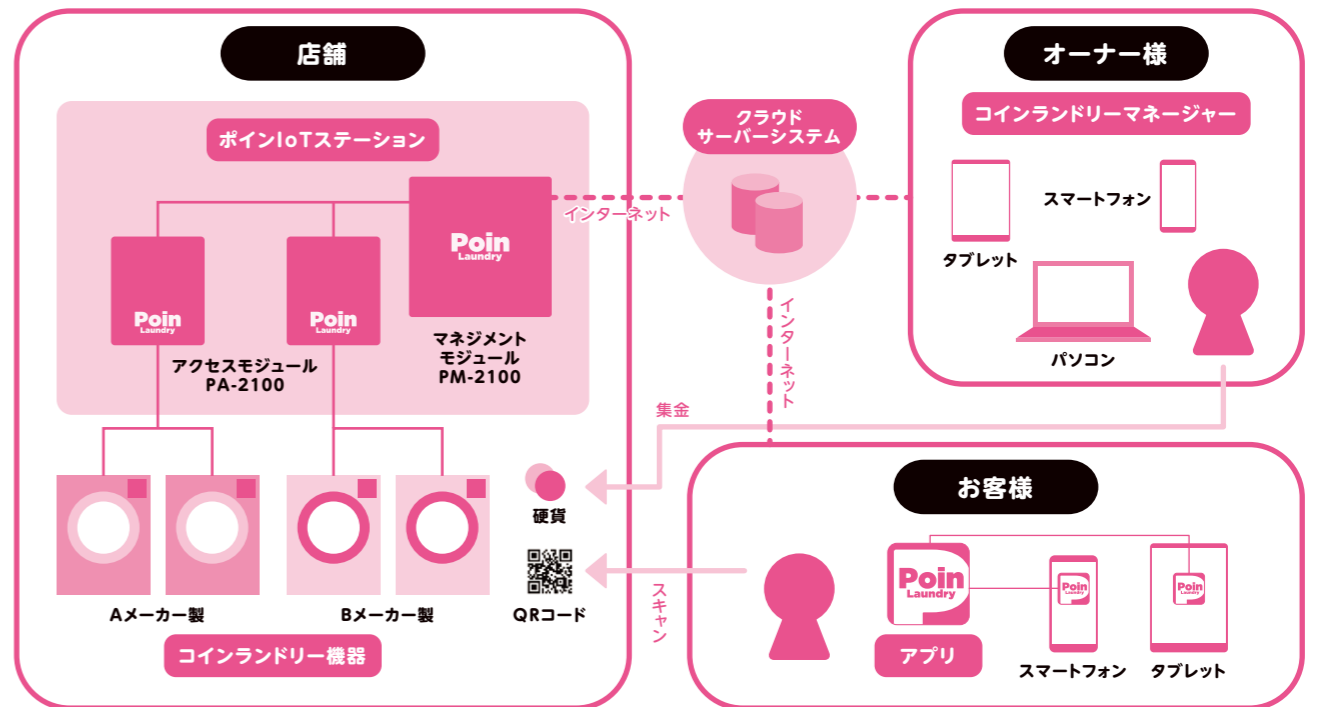 店舗
ポインIoTステーション
Poin
Laundry
Poin
Laundry
Poin
Laundry
アクセスモジュール
PA-2100
マネジメント
モジュール
PM-2100
Aメーカー製
Bメーカー製
コインランドリー機器
硬貨
QRコード
インターネット
クラウド
サーバーシステム
インターネット
集金
スキャン
オーナー様
コインランドリーマネージャー
タブレット
スマートフォン
パソコン
お客様
Poin
Laundry
アプリ
Poin
Laundry
スマートフォン
Poin
Laundry
タブレット